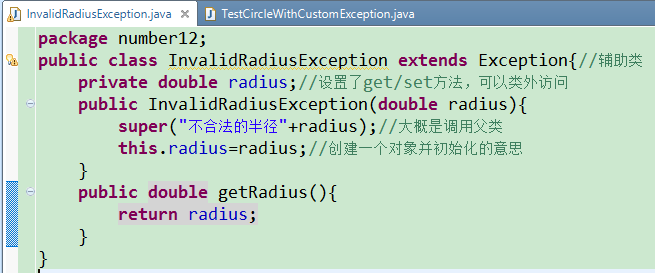 InvalidRadiusException.java TestCircleWithCustomException.java
package number12;
public class InvalidRadiusException extends Exception{//辅助类
private double radius;//设置了get/set方法，可以类外访问
public InvalidRadiusException(double radius){
super("不合法的半径"+radius);//大概是调用父类
this.radius=radius;//创建一个对象并初始化的意思
}
public double getRadius(){
return radius;
}
}